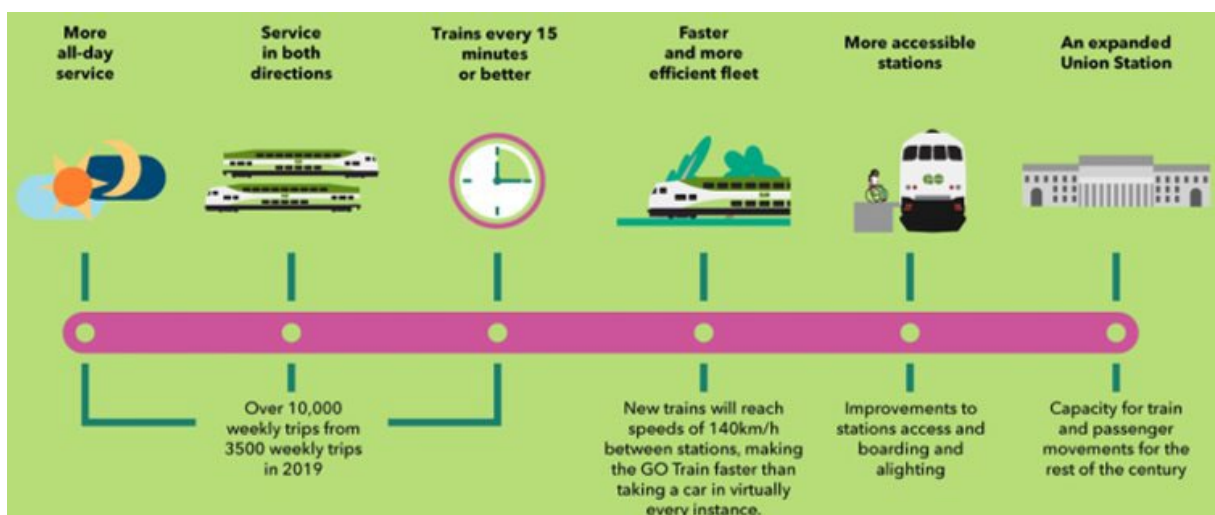 More
all-day
service
Service
in both
directions
Trains every 15
minutes
or better
Faster
and more
efficient fleet
More accessible
stations
An expanded
Union Station
GO
Over 10,000
weekly trips from
3500 weekly trips
in 2019
New trains will reach
speeds of 140km/h
between stations, making
the GO Train faster than
taking a car in virtually
every instance.
Improvements to
stations access and
boarding and
alighting
Capacity for train
and passenger
movements for the
rest of the century